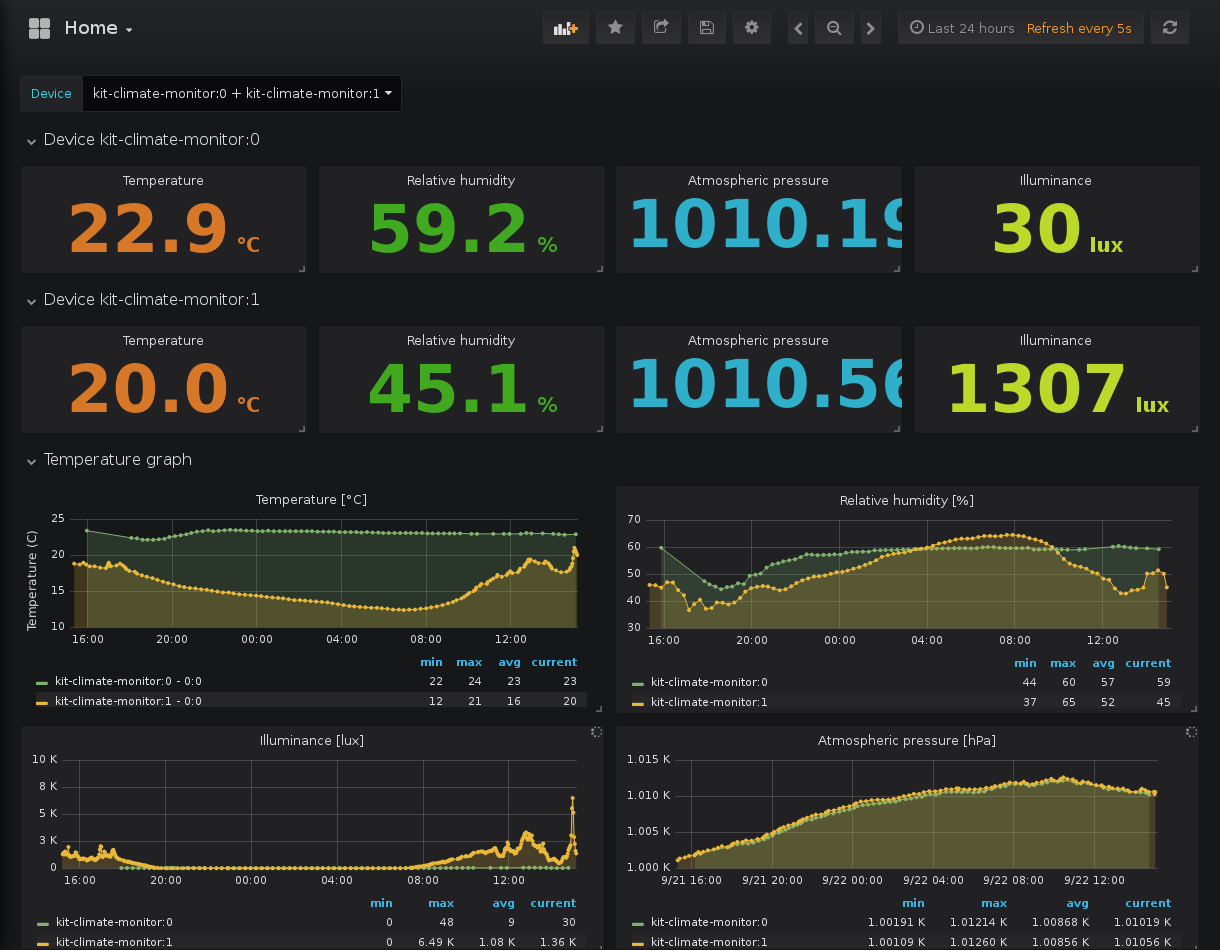 Home
Last 24 hours Refresh every 5s
Device kit-climate-monitor:0 + kit-climate-monitor:1
Device kit-climate-monitor:0
Temperature Relative humidity Atmospheric pressure Illuminance
22.9 °C 59.2 % 1010.19 30 lux
Device kit-climate-monitor:1
Temperature Relative humidity Atmospheric pressure Illuminance
20.0 °C 45.1 % 1010.56 1307 lux
Temperature graph
Temperature [°C]
Temperature (C)
25
20
15
10
16:00 20:00 00:00 04:00 08:00 12:00
min max avg current
kit-climate-monitor:0 - 0:0 22 24 23 23
kit-climate-monitor:1 - 0:0 12 21 16 20
Relative humidity [%]
70
60
50
40
30
16:00 20:00 00:00 04:00 08:00 12:00
min max avg current
kit-climate-monitor:0 44 60 57 59
kit-climate-monitor:1 37 65 52 45
Illuminance [lux]
10 K
8 K
5 K
3 K
0
16:00 20:00 00:00 04:00 08:00 12:00
min max avg current
kit-climate-monitor:0 0 48 9 30
kit-climate-monitor:1 0 6.49 K 1.08 K 1.36 K
Atmospheric pressure [hPa]
1.015 K
1.010 K
1.005 K
1.000 K
9/21 16:00 9/21 20:00 9/22 00:00 9/22 04:00 9/22 08:00 9/22 12:00
min max avg current
kit-climate-monitor:0 1.00191 K 1.01214 K 1.00868 K 1.01019 K
kit-climate-monitor:1 1.00109 K 1.01260 K 1.00856 K 1.01056 K